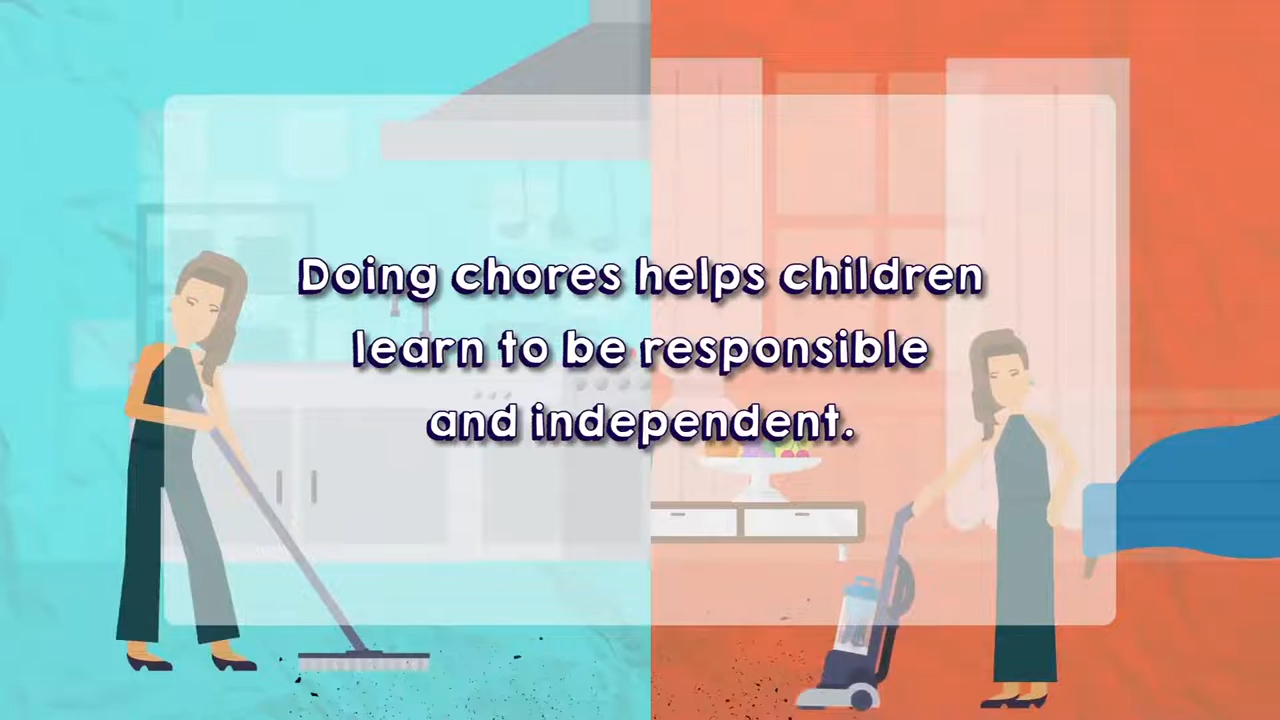 Doing chores helps children
learn to be responsible
and independent.